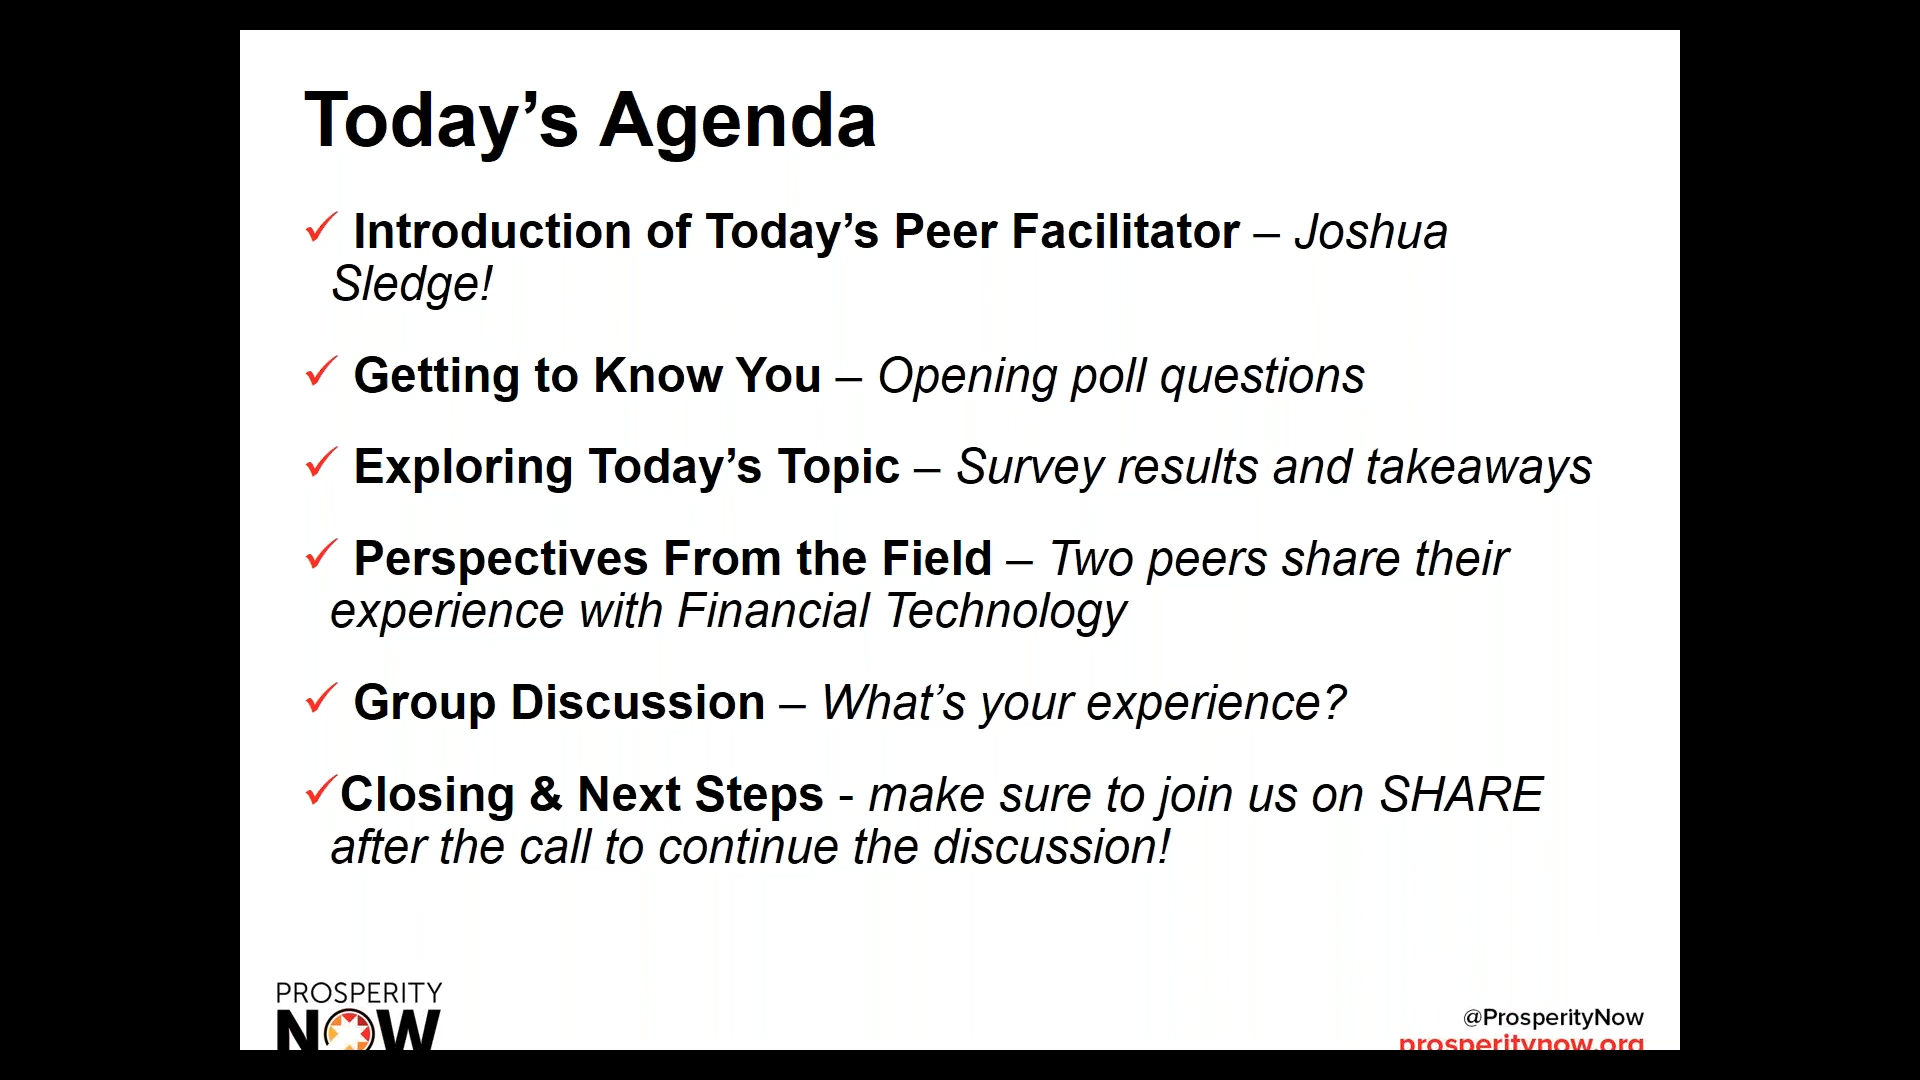 Today’s Agenda
✓ Introduction of Today’s Peer Facilitator – Joshua
Sledge!
✓ Getting to Know You – Opening poll questions
✓ Exploring Today’s Topic – Survey results and takeaways
✓ Perspectives From the Field – Two peers share their
experience with Financial Technology
✓ Group Discussion – What’s your experience?
✓Closing & Next Steps - make sure to join us on SHARE
after the call to continue the discussion!
PROSPERITY
NOW
@ProsperityNow
prosperitynow.org